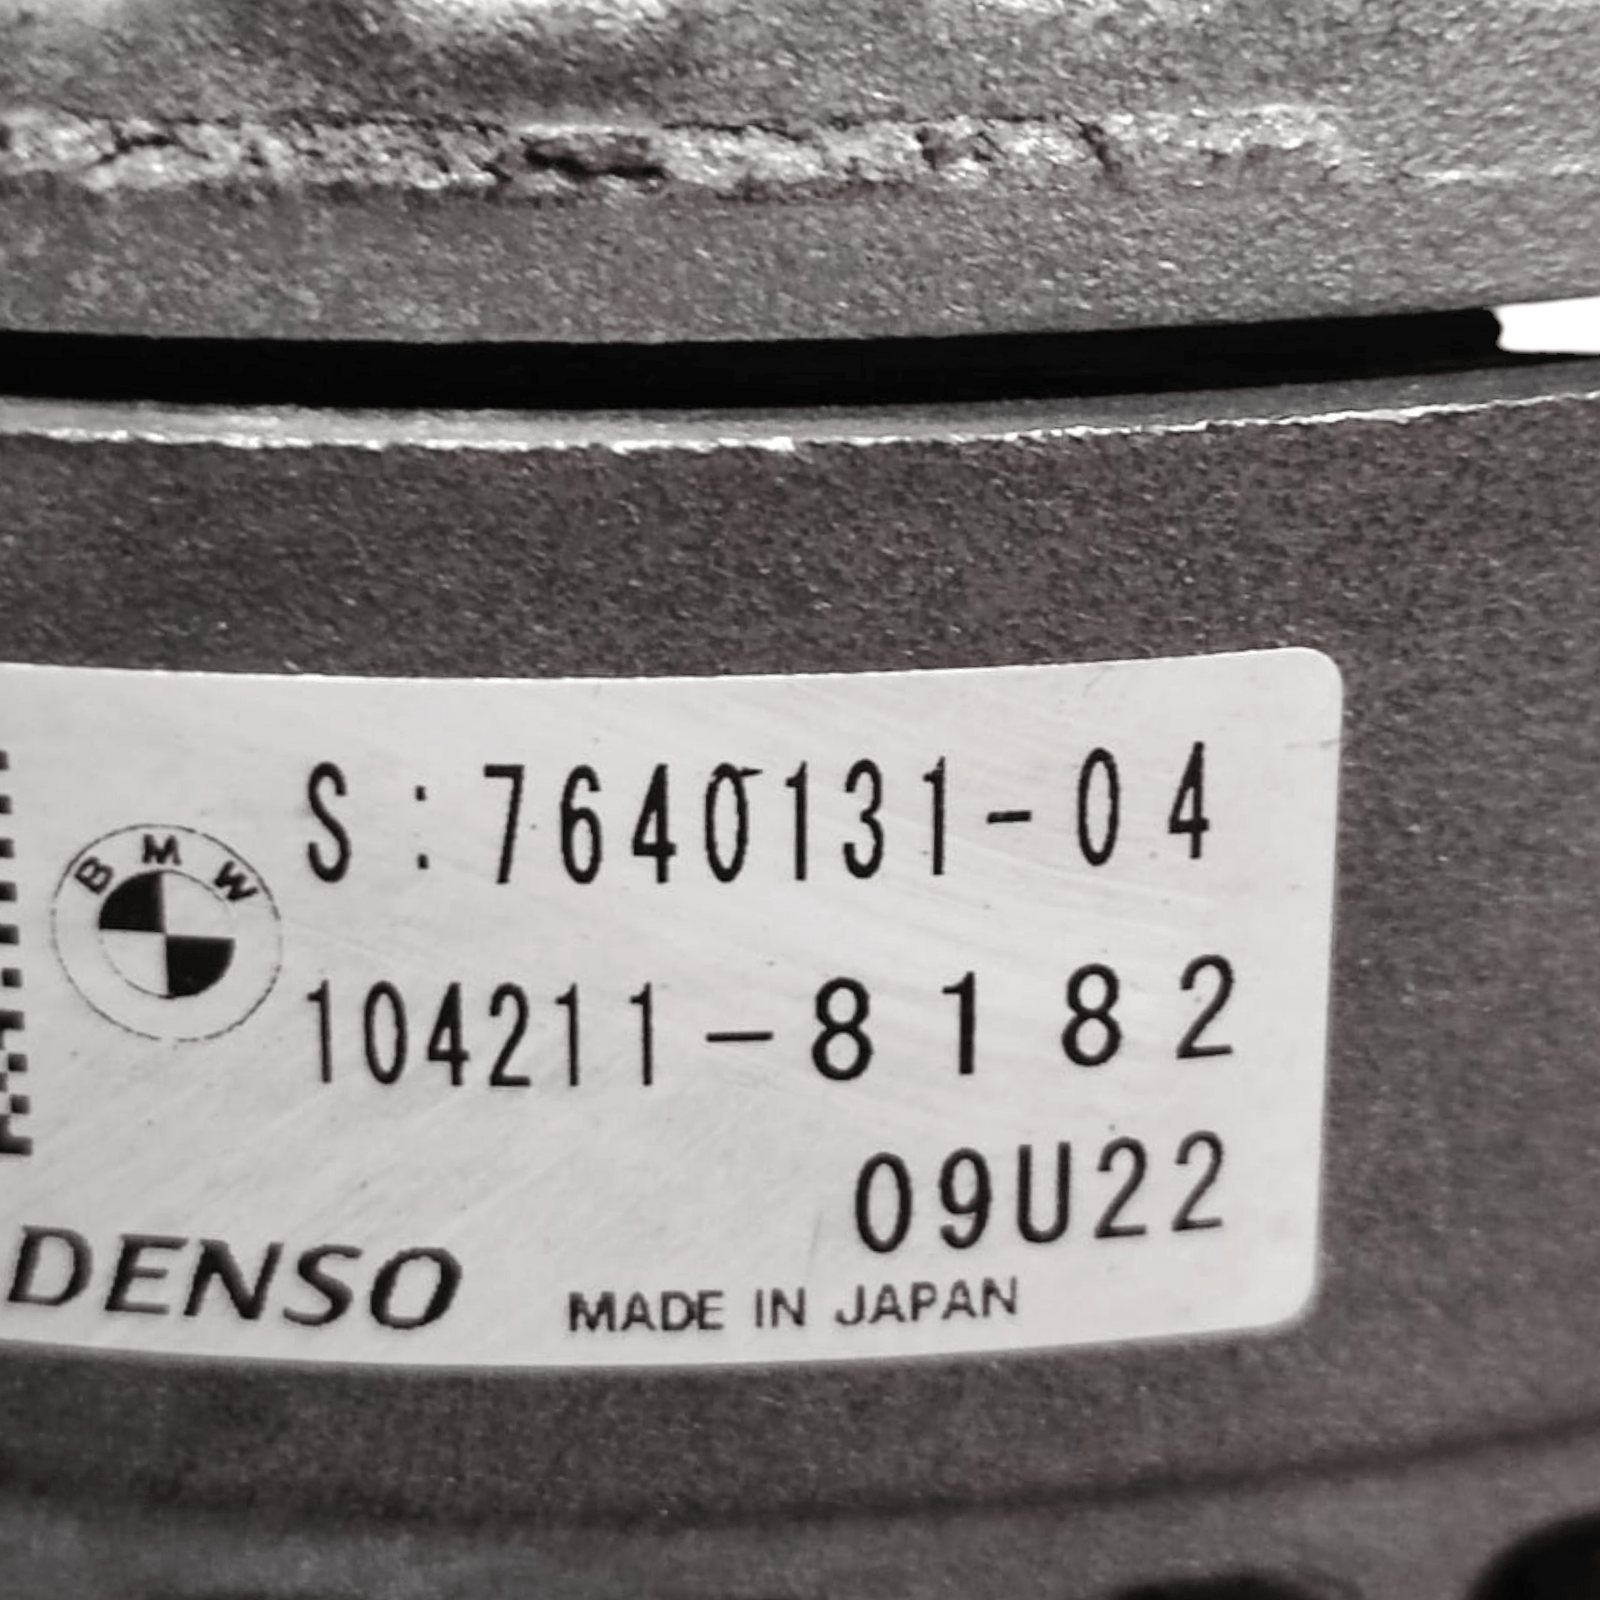 BMW
S:7640131-04
104211-8182
09U22
DENSO
MADE IN JAPAN